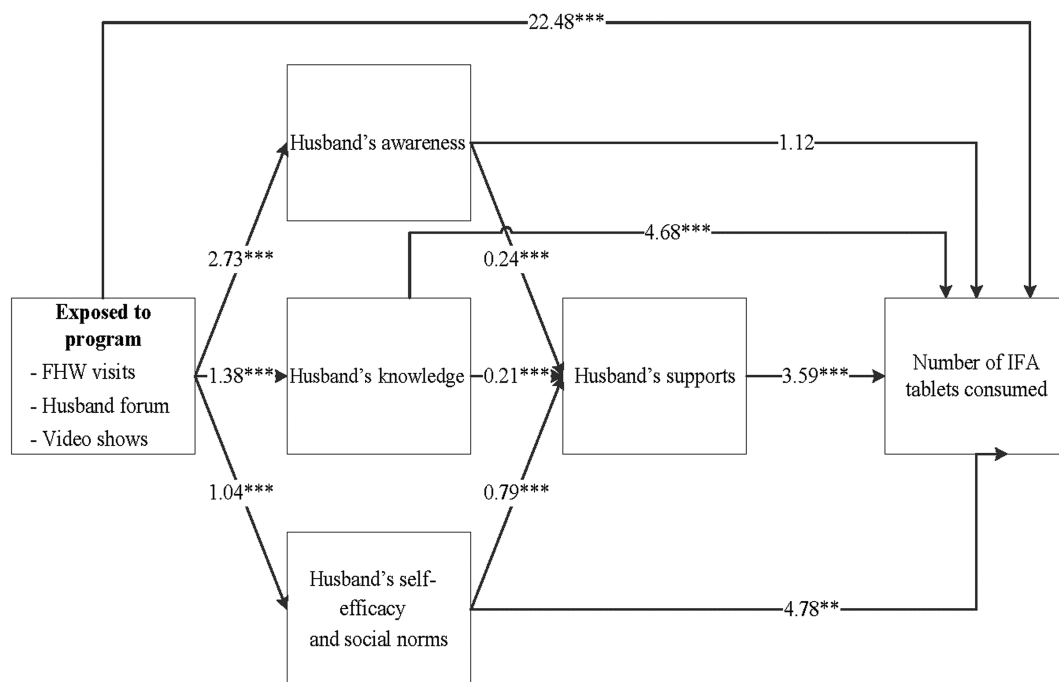 22.48***
Husband's awareness
1.12
4.68***
2.73***
0.24***
Exposed to
program
- FHW visits
- Husband forum
- Video shows
1.38***
Husband's knowledge
0.21***
Husband's supports
3.59***
Number of IFA
tablets consumed
1.04***
0.79***
Husband's self-
efficacy
and social norms
4.78**